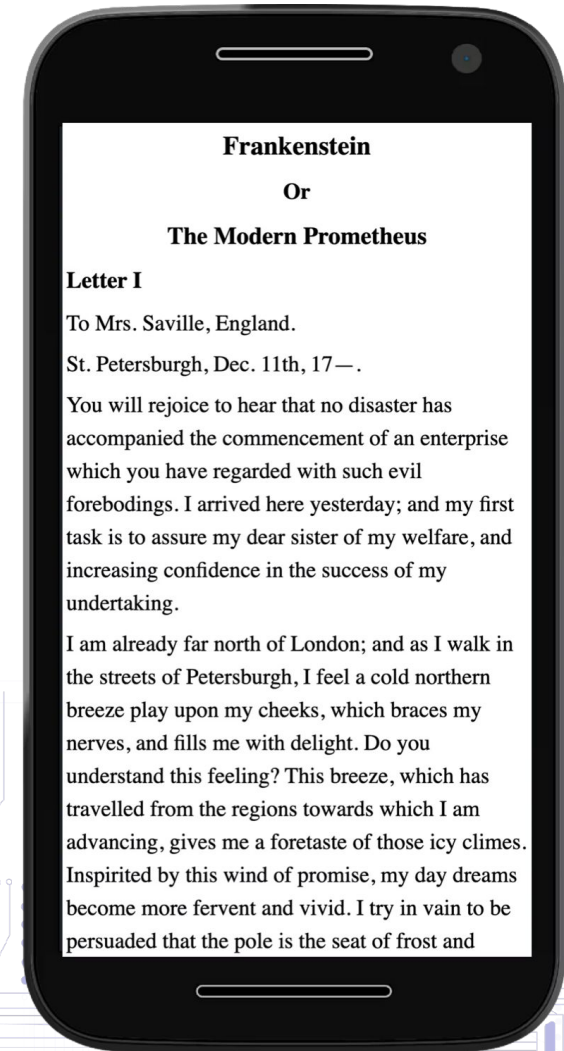 Frankenstein
Or
The Modern Prometheus
Letter I
To Mrs. Saville, England.
St. Petersburgh, Dec. 11th, 17—.
You will rejoice to hear that no disaster has
accompanied the commencement of an enterprise
which you have regarded with such evil
forebodings. I arrived here yesterday; and my first
task is to assure my dear sister of my welfare, and
increasing confidence in the success of my
undertaking.
I am already far north of London; and as I walk in
the streets of Petersburgh, I feel a cold northern
breeze play upon my cheeks, which braces my
nerves, and fills me with delight. Do you
understand this feeling? This breeze, which has
travelled from the regions towards which I am
advancing, gives me a foretaste of those icy climes.
Inspirited by this wind of promise, my day dreams
become more fervent and vivid. I try in vain to be
persuaded that the pole is the seat of frost and